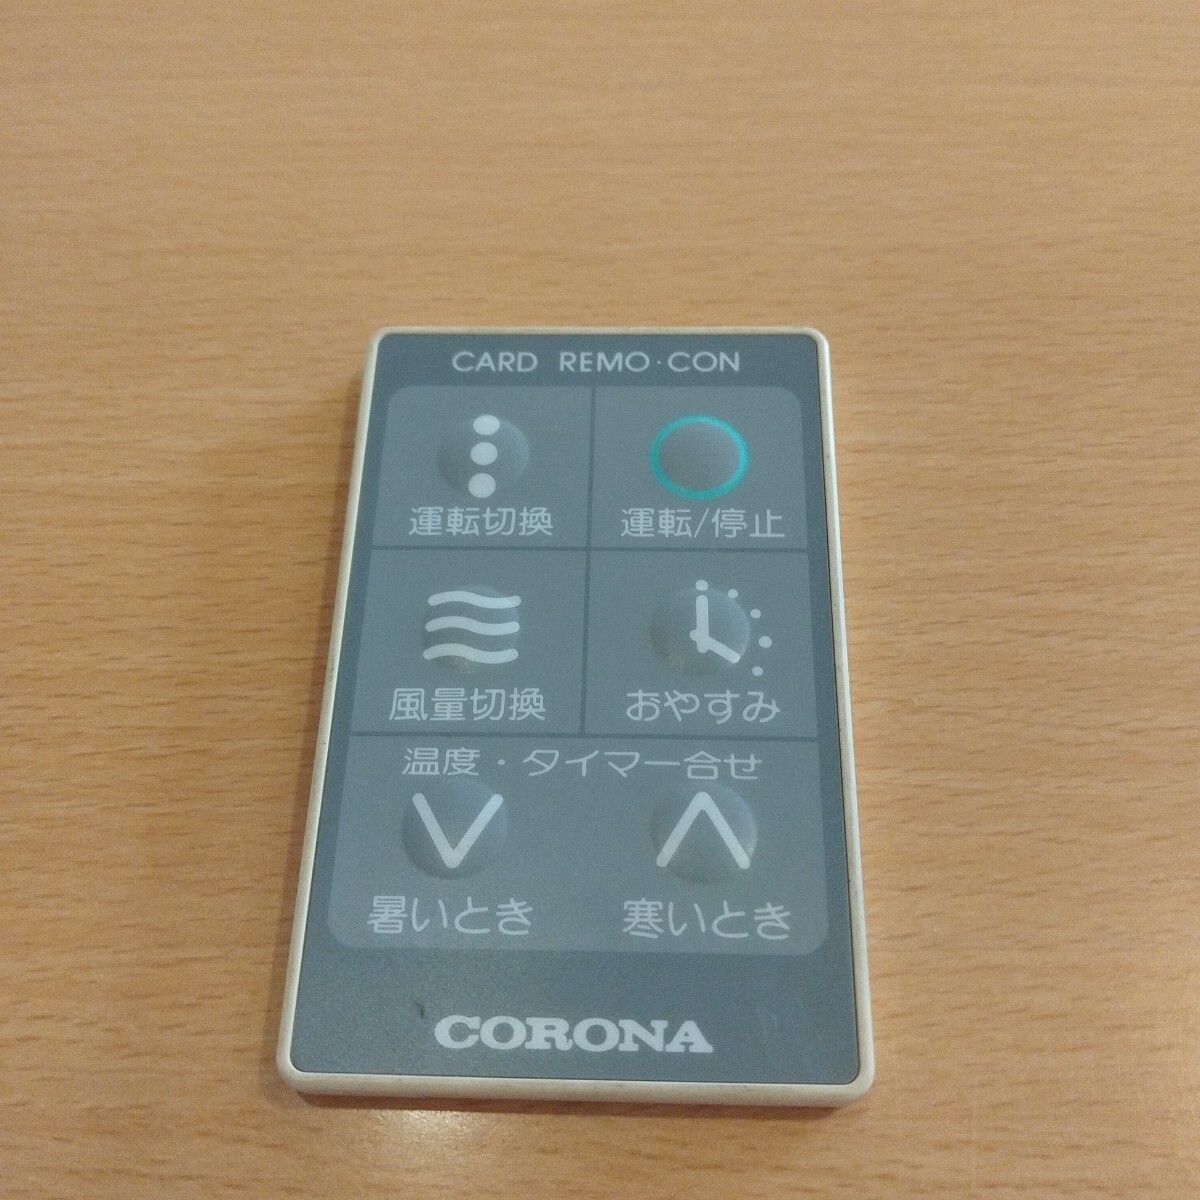 CARD REMO·CON
運転切換
運転/停止
風量切換
おやすみ
温度・タイマー合せ
暑いとき
寒いとき
CORONA